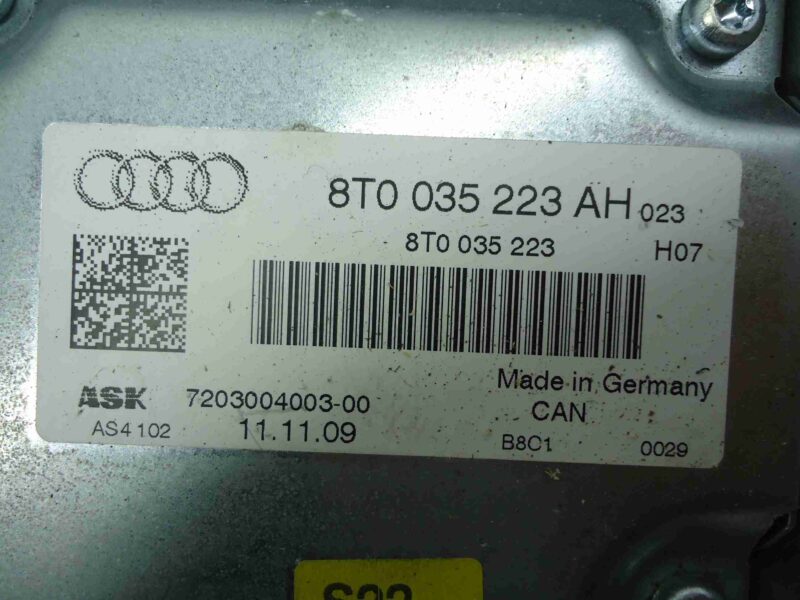 8T0 035 223 AH 023
8T0 035 223 H07
ASK 7203004003-00 Made in Germany
CAN
AS4 102 11.11.09 B8C1 0029